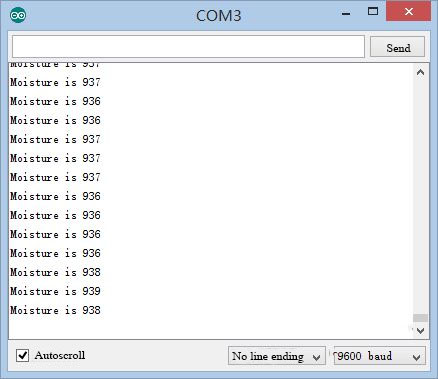 COM3
Send
Moisture is 937
Moisture is 937
Moisture is 936
Moisture is 936
Moisture is 937
Moisture is 937
Moisture is 937
Moisture is 936
Moisture is 936
Moisture is 936
Moisture is 936
Moisture is 938
Moisture is 939
Moisture is 938
Autoscroll
No line ending
9600 baud